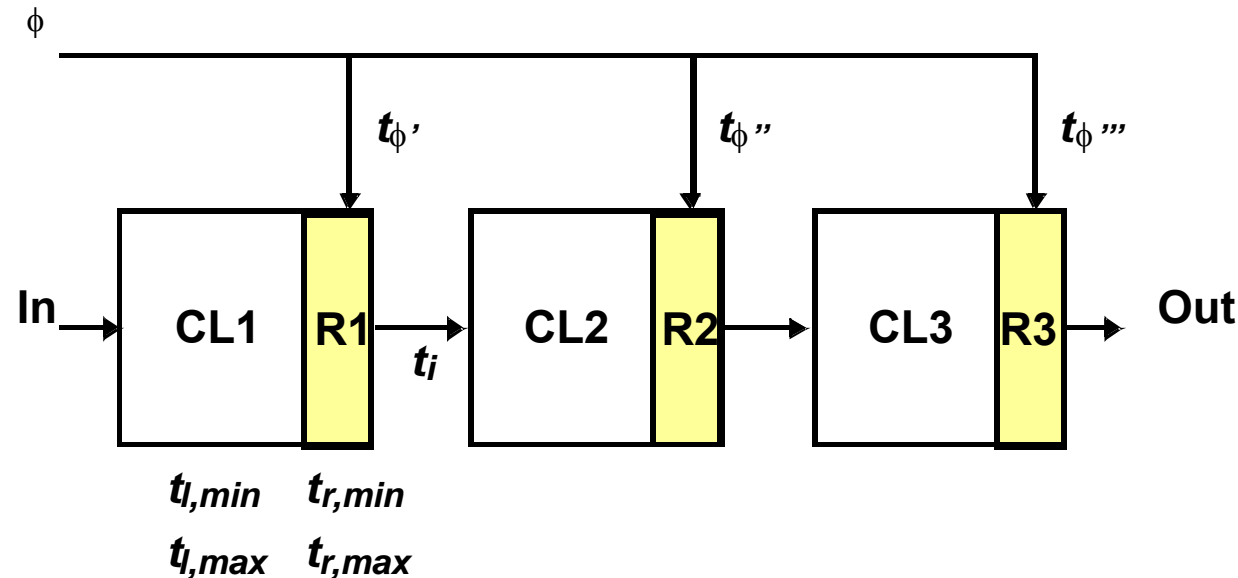 ϕ
tϕ’ tϕ’’ tϕ’’’
In CL1 R1 CL2 R2 CL3 R3 Out
ti
tl,min tr,min
tl,max tr,max